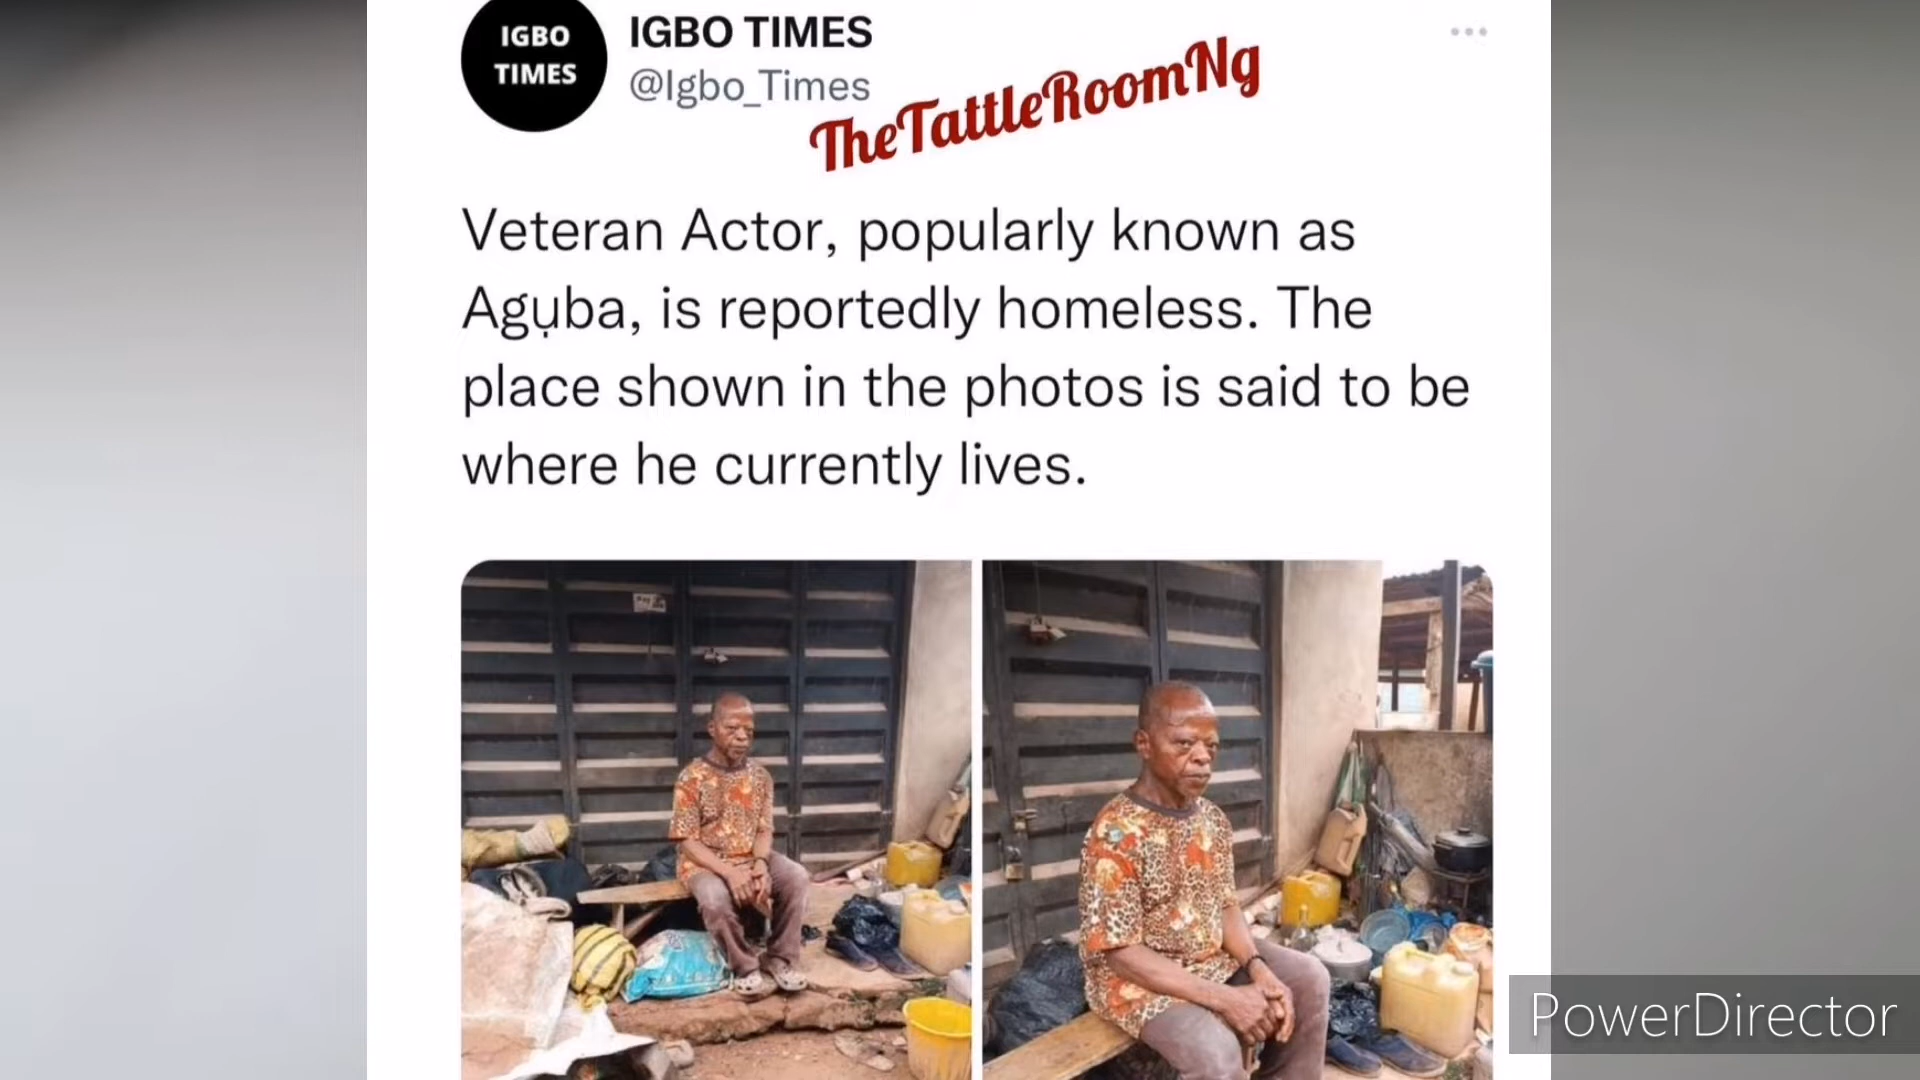 IGBO
TIMES
IGBO TIMES
@Igbo_Times
TheTattleRoomNg
Veteran Actor, popularly known as
Agụba, is reportedly homeless. The
place shown in the photos is said to be
where he currently lives.
PowerDirector